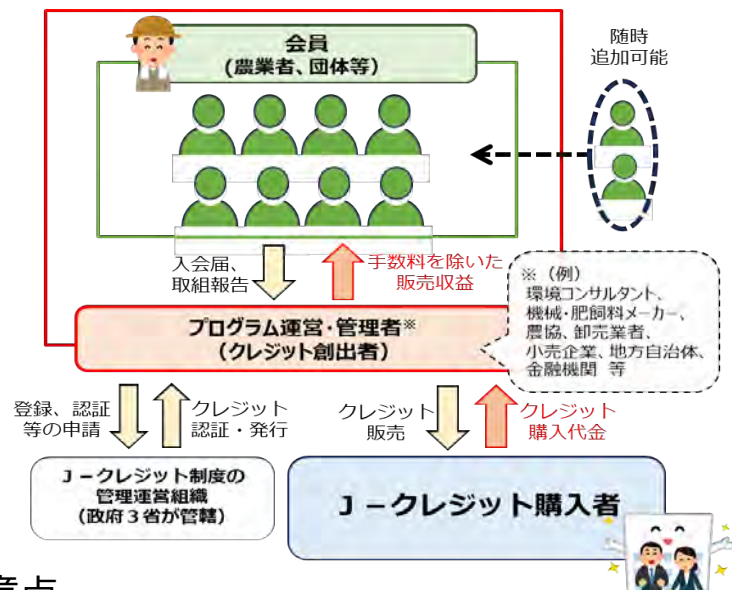 会員
(農業者、団体等)
随時
追加可能
入会届、
取組報告
手数料を除いた
販売収益
※（例）
環境コンサルタント、
機械・肥飼料メーカー、
農協、卸売業者、
小売企業、地方自治体、
金融機関 等
プログラム運営・管理者※
(クレジット創出者)
登録、認証
等の申請
クレジット
認証・発行
クレジット
販売
クレジット
購入代金
J－クレジット制度の
管理運営組織
(政府３省が管轄)
J－クレジット購入者
意点